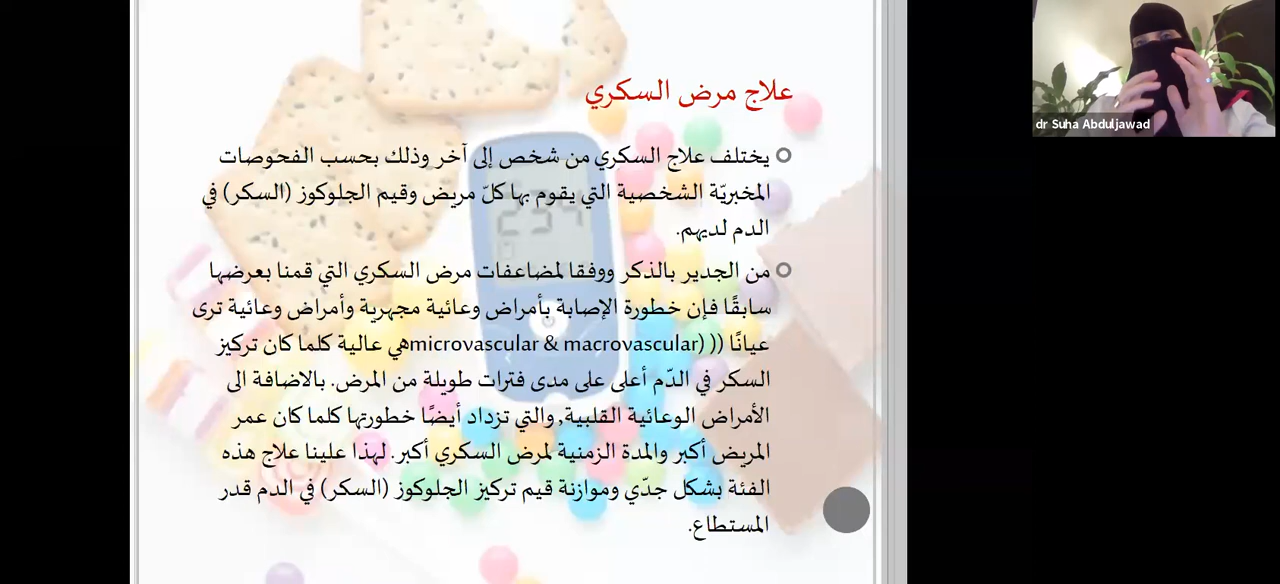 علاج مرض السكري
يختلف علاج السكري من شخص إلى آخر وذلك بحسب الفحوصات
المخبريّة الشخصية التي يقوم بها كلّ مريض وقيم الجلوكوز (السكر) في
الدم لديهم.
من الجدير بالذكر ووفقا لمضاعفات مرض السكري التي قمنا بعرضها
سابقًا فإن خطورة الإصابة بأمراض وعائية مجهرية وأمراض وعائية ترى
عيانًا (( (microvascular & macrovascularهي عالية كلما كان تركيز
السكر في الدّم أعلى على مدى فترات طويلة من المرض. بالاضافة الى
الأمراض الوعائية القلبية, والتي تزداد أيضًا خطورتها كلما كان عمر
المريض أكبر والمدة الزمنية لمرض السكري أكبر. لهذا علينا علاج هذه
الفئة بشكل جدّي وموازنة قيم تركيز الجلوكوز (السكر) في الدم قدر
المستطاع.
234
dr Suha Abduljawad